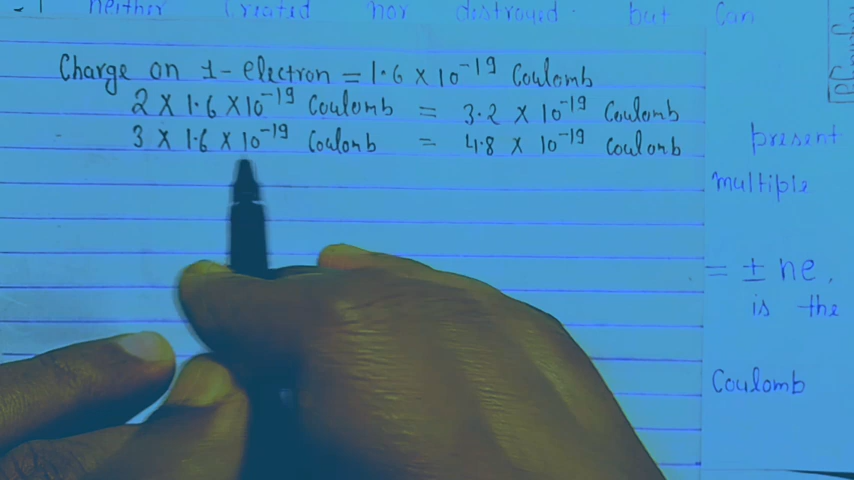 neither created nor destroyed. but can
Charge on 1-electron = 1.6 × 10⁻¹⁹ Coulomb
2 × 1.6 × 10⁻¹⁹ Coulomb = 3.2 × 10⁻¹⁹ Coulomb
3 × 1.6 × 10⁻¹⁹ Coulomb = 4.8 × 10⁻¹⁹ Coulomb
present
multiple
= ± ne,
is the
Coulomb